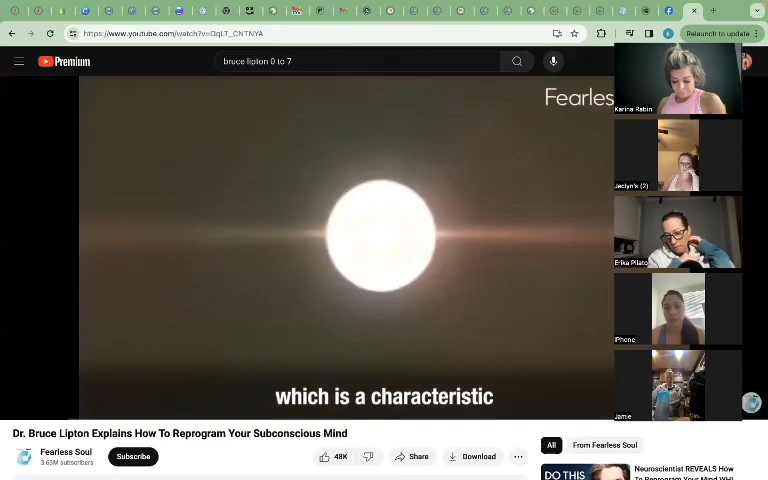 https://www.youtube.com/watch?v=OqLT_CNTNYA
Relaunch to update
Premium
bruce lipton 0 to 7
Fearless
Karina Rabin
Jaclyn's (2)
Erika Pilato
iPhone
Jamie
which is a characteristic
Dr. Bruce Lipton Explains How To Reprogram Your Subconscious Mind
Fearless Soul
3.63M subscribers
Subscribe
48K
Share
Download
All
From Fearless Soul
DO THIS
Neuroscientist REVEALS How
To Reprogram Your Mind WHI